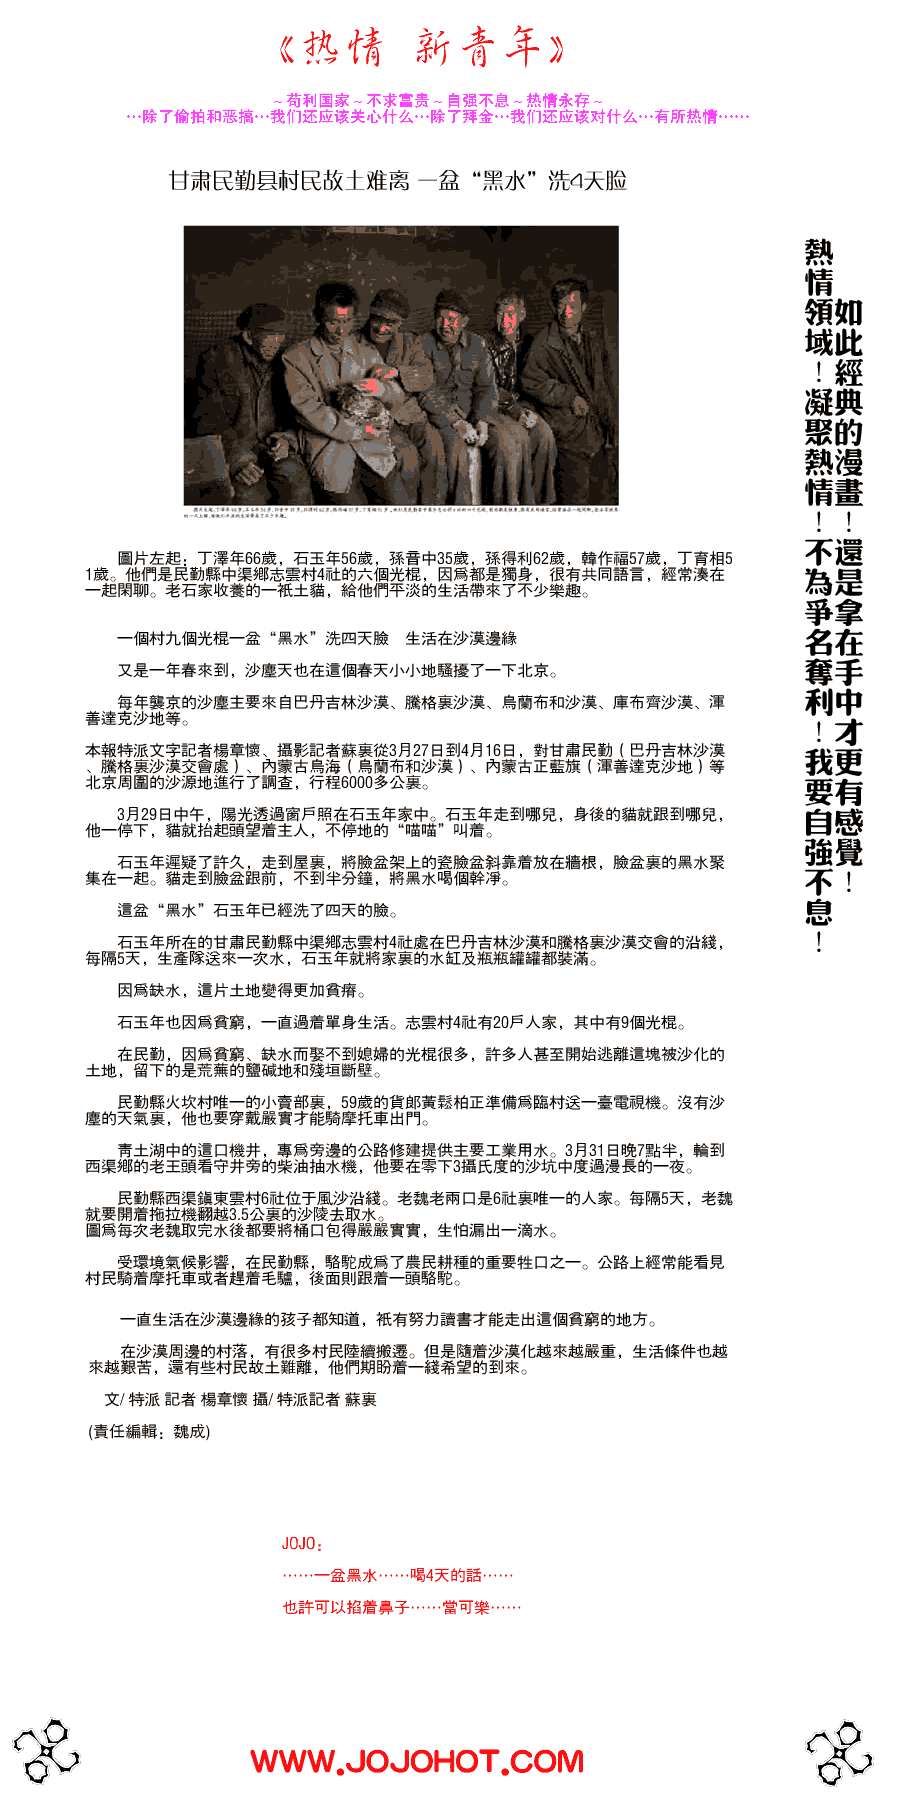 《热情 新青年》
～苟利国家～不求富贵～自强不息～热情永存～
…除了偷拍和恶搞…我们还应该关心什么…除了拜金…我们还应该对什么…有所热情……
甘肃民勤县村民故土难离 一盆“黑水”洗4天脸
圖片左起：丁澤年66歲，石玉年56歲，孫晉中35歲，孫得利62歲，韓作福57歲，丁育相5
1歲。他們是民勤縣中渠鄉志雲村4社的六個光棍，因爲都是獨身，很有共同語言，經常湊在
一起閑聊。老石家收養的一衹土貓，給他們平淡的生活帶來了不少樂趣。
一個村九個光棍一盆“黑水”洗四天臉　生活在沙漠邊緣
又是一年春來到，沙塵天也在這個春天小小地騷擾了一下北京。
每年襲京的沙塵主要來自巴丹吉林沙漠、騰格裏沙漠、烏蘭布和沙漠、庫布齊沙漠、渾
善達克沙地等。
本報特派文字記者楊章懷、攝影記者蘇裏從3月27日到4月16日，對甘肅民勤（巴丹吉林沙漠
、騰格裏沙漠交會處）、內蒙古烏海（烏蘭布和沙漠）、內蒙古正藍旗（渾善達克沙地）等
北京周圍的沙源地進行了調查，行程6000多公裏。
3月29日中午，陽光透過窗戶照在石玉年家中。石玉年走到哪兒，身後的貓就跟到哪兒，
他一停下，貓就抬起頭望着主人，不停地的“喵喵”叫着。
石玉年遲疑了許久，走到屋裏，將臉盆架上的瓷臉盆斜靠着放在牆根，臉盆裏的黑水聚
集在一起。貓走到臉盆跟前，不到半分鐘，將黑水喝個幹凈。
這盆“黑水”石玉年已經洗了四天的臉。
石玉年所在的甘肅民勤縣中渠鄉志雲村4社處在巴丹吉林沙漠和騰格裏沙漠交會的沿綫，
每隔5天，生產隊送來一次水，石玉年就將家裏的水缸及瓶瓶罐罐都裝滿。
因爲缺水，這片土地變得更加貧瘠。
石玉年也因爲貧窮，一直過着單身生活。志雲村4社有20戶人家，其中有9個光棍。
在民勤，因爲貧窮、缺水而娶不到媳婦的光棍很多，許多人甚至開始逃離這塊被沙化的
土地，留下的是荒蕪的鹽碱地和殘垣斷壁。
民勤縣火坎村唯一的小賣部裏，59歲的貨郞黃鬆柏正準備爲臨村送一臺電視機。沒有沙
塵的天氣裏，他也要穿戴嚴實才能騎摩托車出門。
靑土湖中的這口機井，專爲旁邊的公路修建提供主要工業用水。3月31日晚7點半，輪到
西渠鄉的老王頭看守井旁的柴油抽水機，他要在零下3攝氏度的沙坑中度過漫長的一夜。
民勤縣西渠鎭東雲村6社位于風沙沿綫。老魏老兩口是6社裏唯一的人家。每隔5天，老魏
就要開着拖拉機翻越3.5公裏的沙陵去取水。
圖爲每次老魏取完水後都要將桶口包得嚴嚴實實，生怕漏出一滴水。
受環境氣候影響，在民勤縣，駱駝成爲了農民耕種的重要牲口之一。公路上經常能看見
村民騎着摩托車或者趕着毛驢，後面則跟着一頭駱駝。
一直生活在沙漠邊緣的孩子都知道，衹有努力讀書才能走出這個貧窮的地方。
在沙漠周邊的村落，有很多村民陸續搬遷。但是隨着沙漠化越來越嚴重，生活條件也越
來越艱苦，還有些村民故土難離，他們期盼着一綫希望的到來。
文/ 特派 記者 楊章懷 攝/ 特派記者 蘇裏
(責任編輯：魏成)
如此經典的漫畫！還是拿在手中才更有感覺！
熱情領域！凝聚熱情！不為爭名奪利！我要自強不息！
JOJO：
……一盆黑水……喝4天的話……
也許可以掐着鼻子……當可樂……
WWW.JOJOHOT.COM